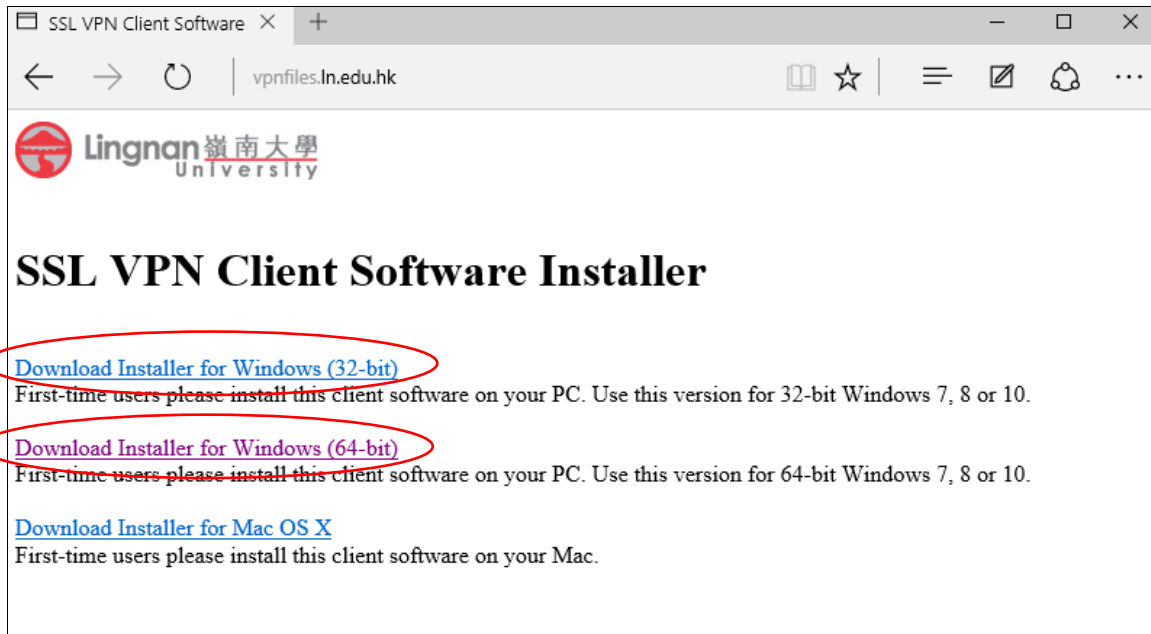 SSL VPN Client Software
vpnfiles.ln.edu.hk
Lingnan 嶺南大學
University
SSL VPN Client Software Installer
Download Installer for Windows (32-bit)
First-time users please install this client software on your PC. Use this version for 32-bit Windows 7, 8 or 10.
Download Installer for Windows (64-bit)
First-time users please install this client software on your PC. Use this version for 64-bit Windows 7, 8 or 10.
Download Installer for Mac OS X
First-time users please install this client software on your Mac.